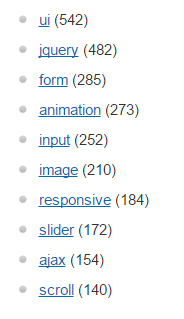 ui (542)
jquery (482)
form (285)
animation (273)
input (252)
image (210)
responsive (184)
slider (172)
ajax (154)
scroll (140)